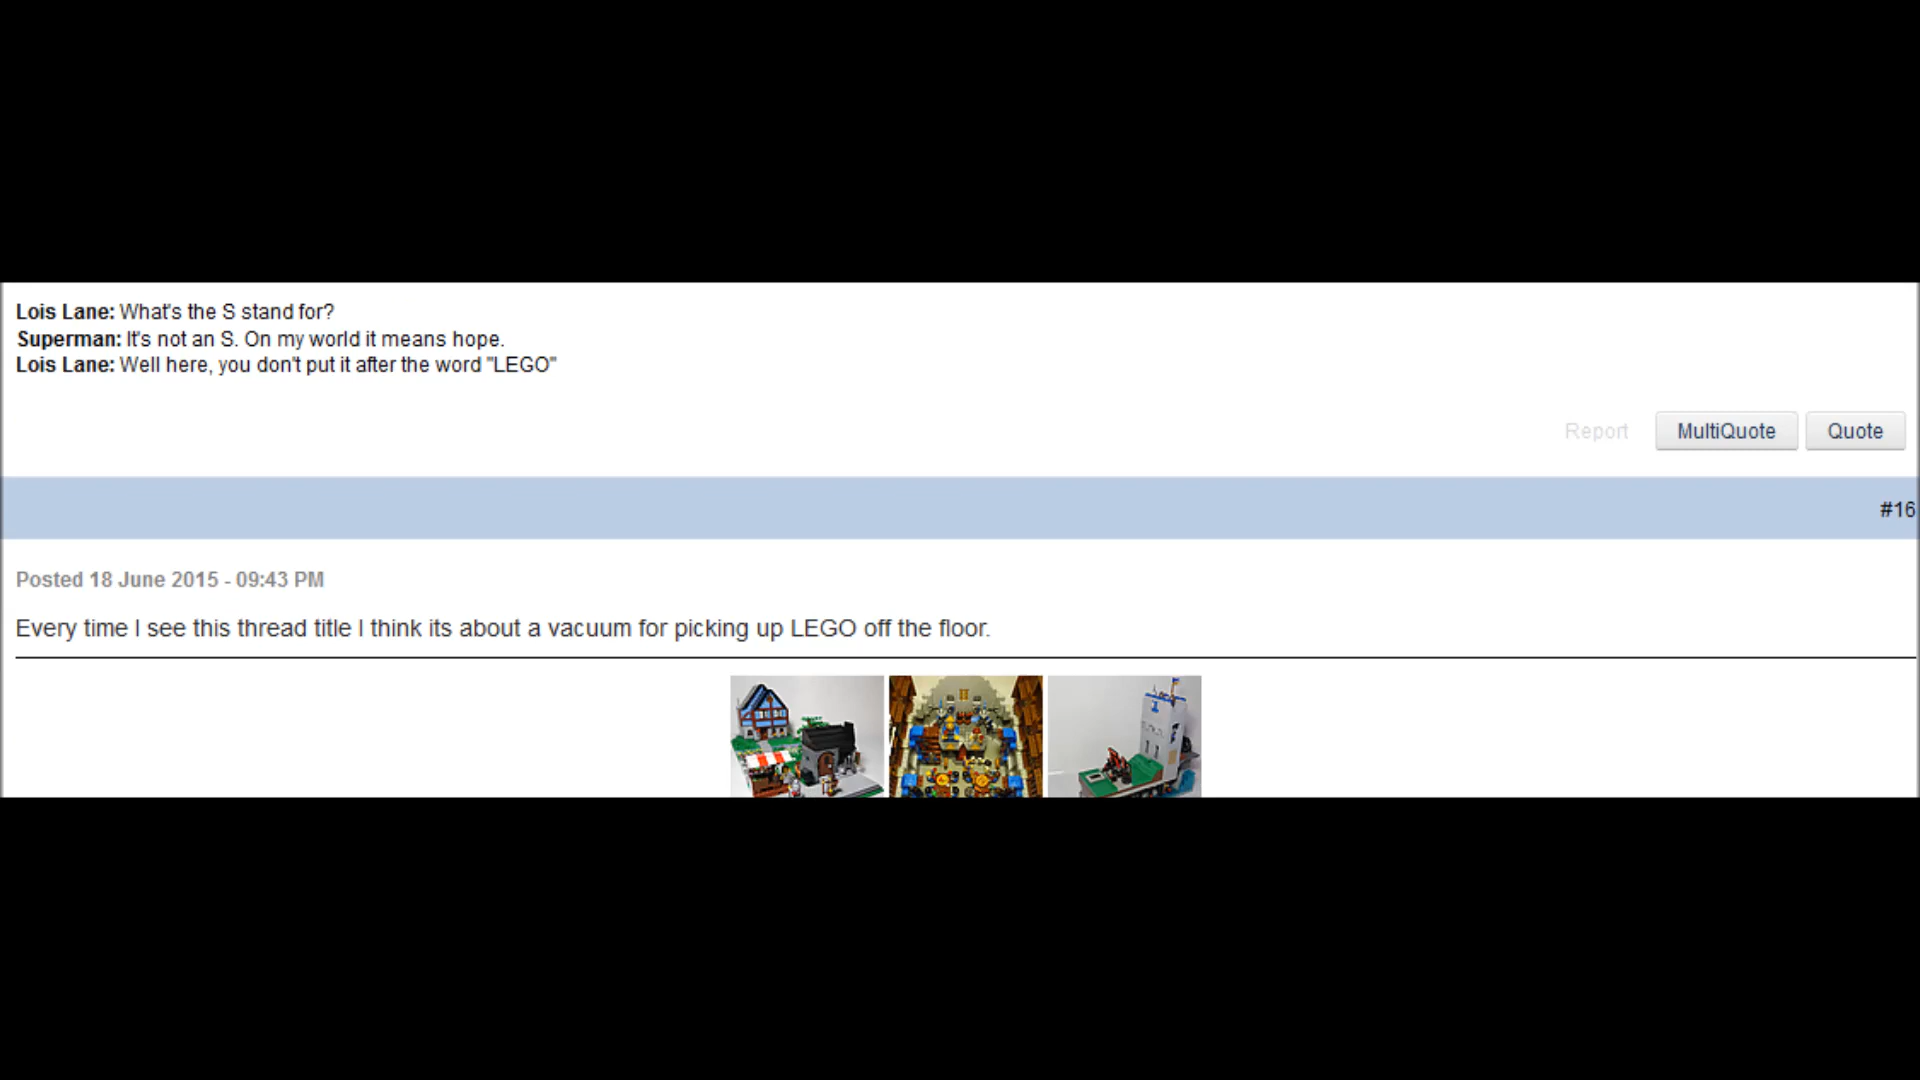 Lois Lane: What's the S stand for?
Superman: It's not an S. On my world it means hope.
Lois Lane: Well here, you don't put it after the word "LEGO"
Report MultiQuote Quote
#16
Posted 18 June 2015 - 09:43 PM
Every time I see this thread title I think its about a vacuum for picking up LEGO off the floor.